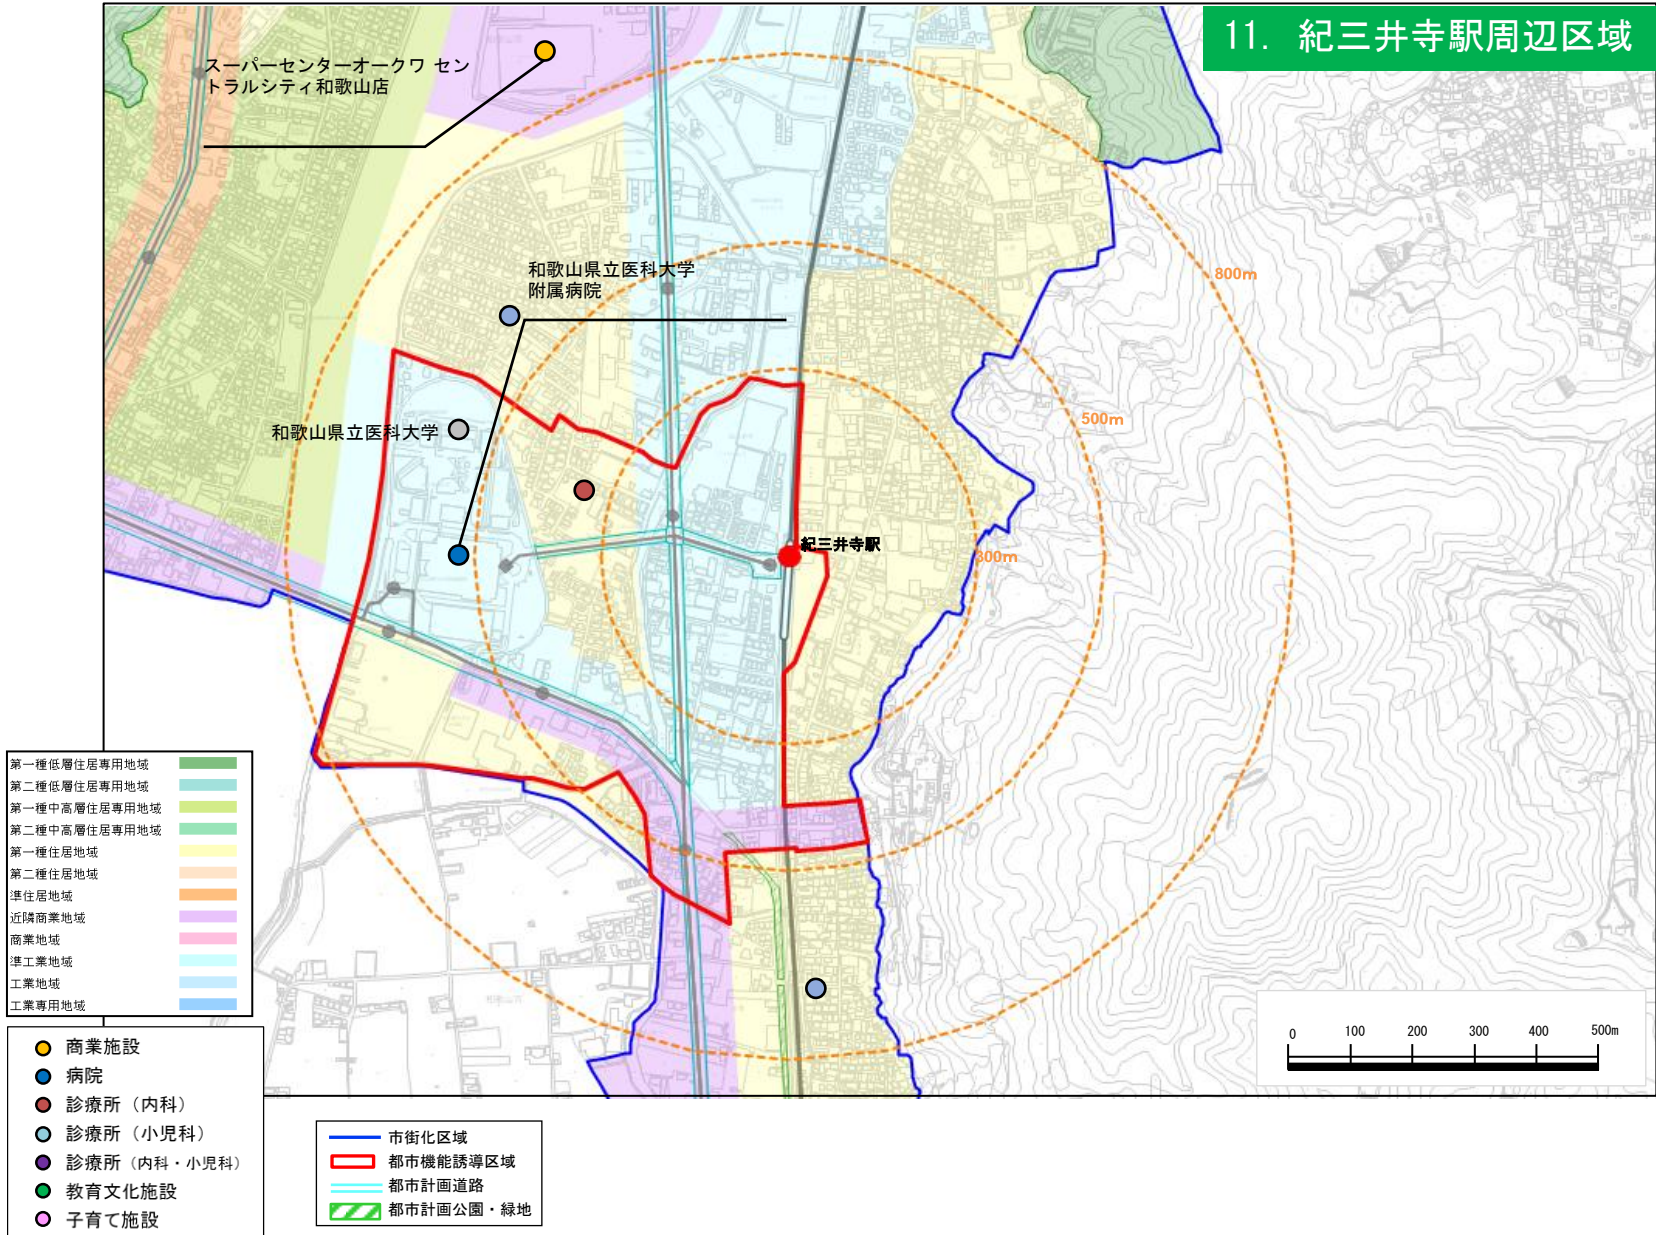 11. 紀三井寺駅周辺区域
スーパーセンターオークワ セン
トラルシティ和歌山店
和歌山県立医科大学
附属病院
800m
和歌山県立医科大学
500m
紀三井寺駅
300m
第一種低層住居専用地域
第二種低層住居専用地域
第一種中高層住居専用地域
第二種中高層住居専用地域
第一種住居地域
第二種住居地域
準住居地域
近隣商業地域
商業地域
準工業地域
工業地域
工業専用地域
0 100 200 300 400 500m
商業施設
病院
診療所（内科）
診療所（小児科）
診療所（内科・小児科）
教育文化施設
子育て施設
市街化区域
都市機能誘導区域
都市計画道路
都市計画公園・緑地